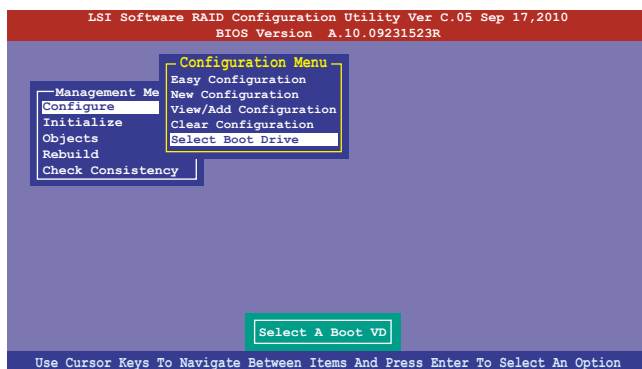 LSI Software RAID Configuration Utility Ver C.05 Sep 17,2010
BIOS Version A.10.09231523R
Configuration Menu
Easy Configuration
New Configuration
View/Add Configuration
Clear Configuration
Select Boot Drive
Management Me
Configure
Initialize
Objects
Rebuild
Check Consistency
Select A Boot VD
Use Cursor Keys To Navigate Between Items And Press Enter To Select An Option